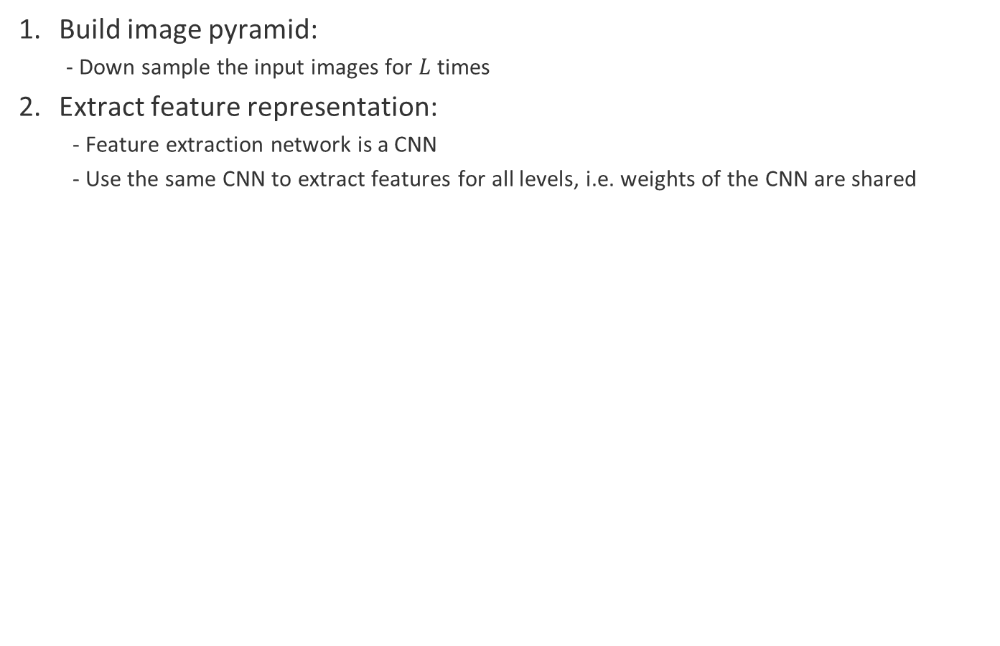 1. Build image pyramid:
- Down sample the input images for L times
2. Extract feature representation:
- Feature extraction network is a CNN
- Use the same CNN to extract features for all levels, i.e. weights of the CNN are shared